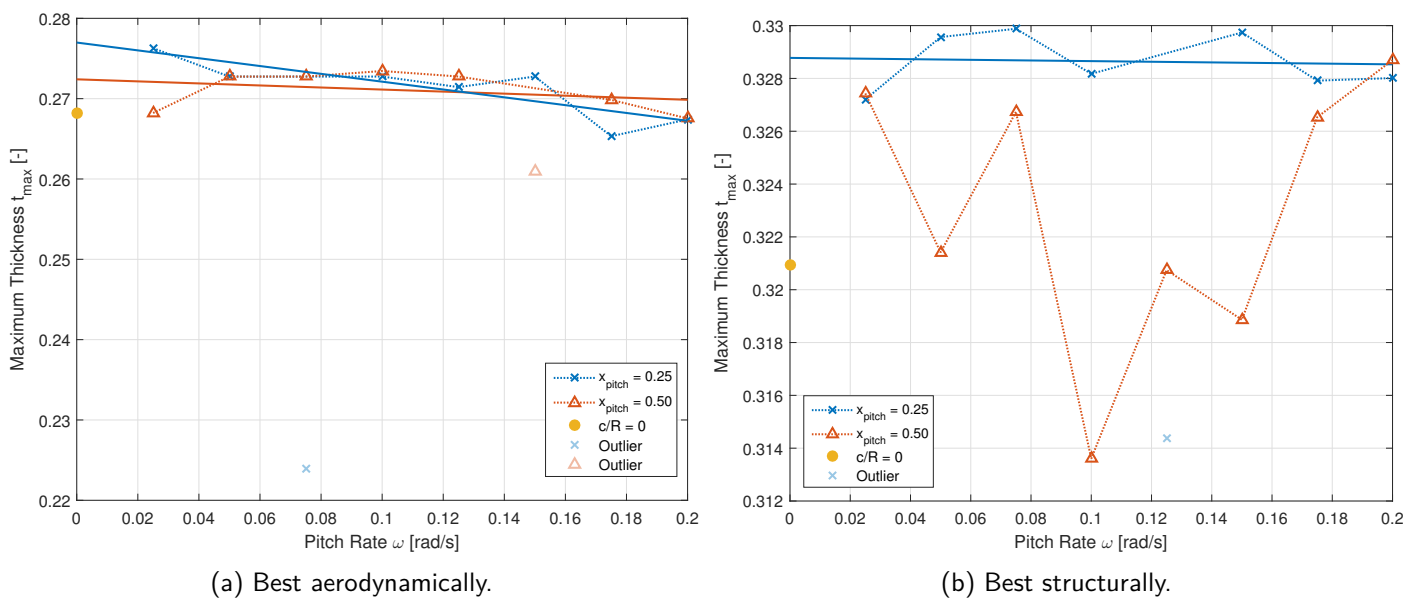 0.28
0.27
0.26
0.25
0.24
0.23
0.22
Maximum Thickness t_max [-]
0 0.02 0.04 0.06 0.08 0.1 0.12 0.14 0.16 0.18 0.2
Pitch Rate ω [rad/s]
x_pitch = 0.25
x_pitch = 0.50
c/R = 0
Outlier
Outlier
(a) Best aerodynamically.
0.33
0.328
0.326
0.324
0.322
0.32
0.318
0.316
0.314
0.312
Maximum Thickness t_max [-]
0 0.02 0.04 0.06 0.08 0.1 0.12 0.14 0.16 0.18 0.2
Pitch Rate ω [rad/s]
x_pitch = 0.25
x_pitch = 0.50
c/R = 0
Outlier
(b) Best structurally.